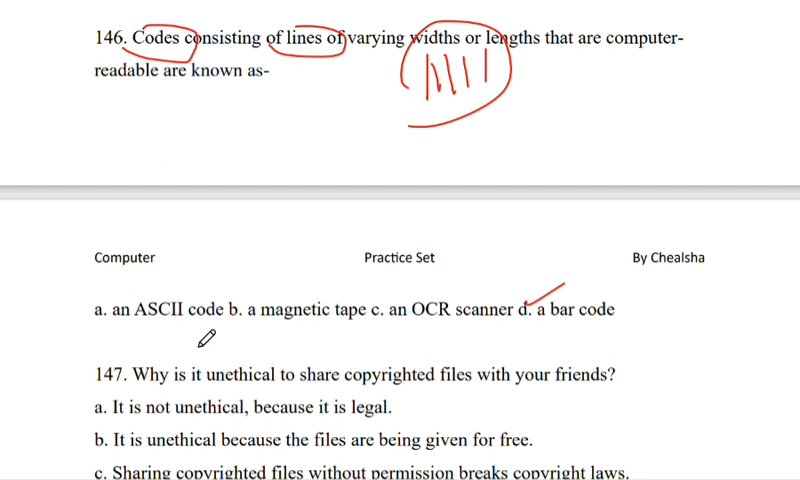 146. Codes consisting of lines of varying widths or lengths that are computer-
readable are known as-
Computer Practice Set By Chealsha
a. an ASCII code b. a magnetic tape c. an OCR scanner d. a bar code
147. Why is it unethical to share copyrighted files with your friends?
a. It is not unethical, because it is legal.
b. It is unethical because the files are being given for free.
c. Sharing copyrighted files without permission breaks copyright laws.